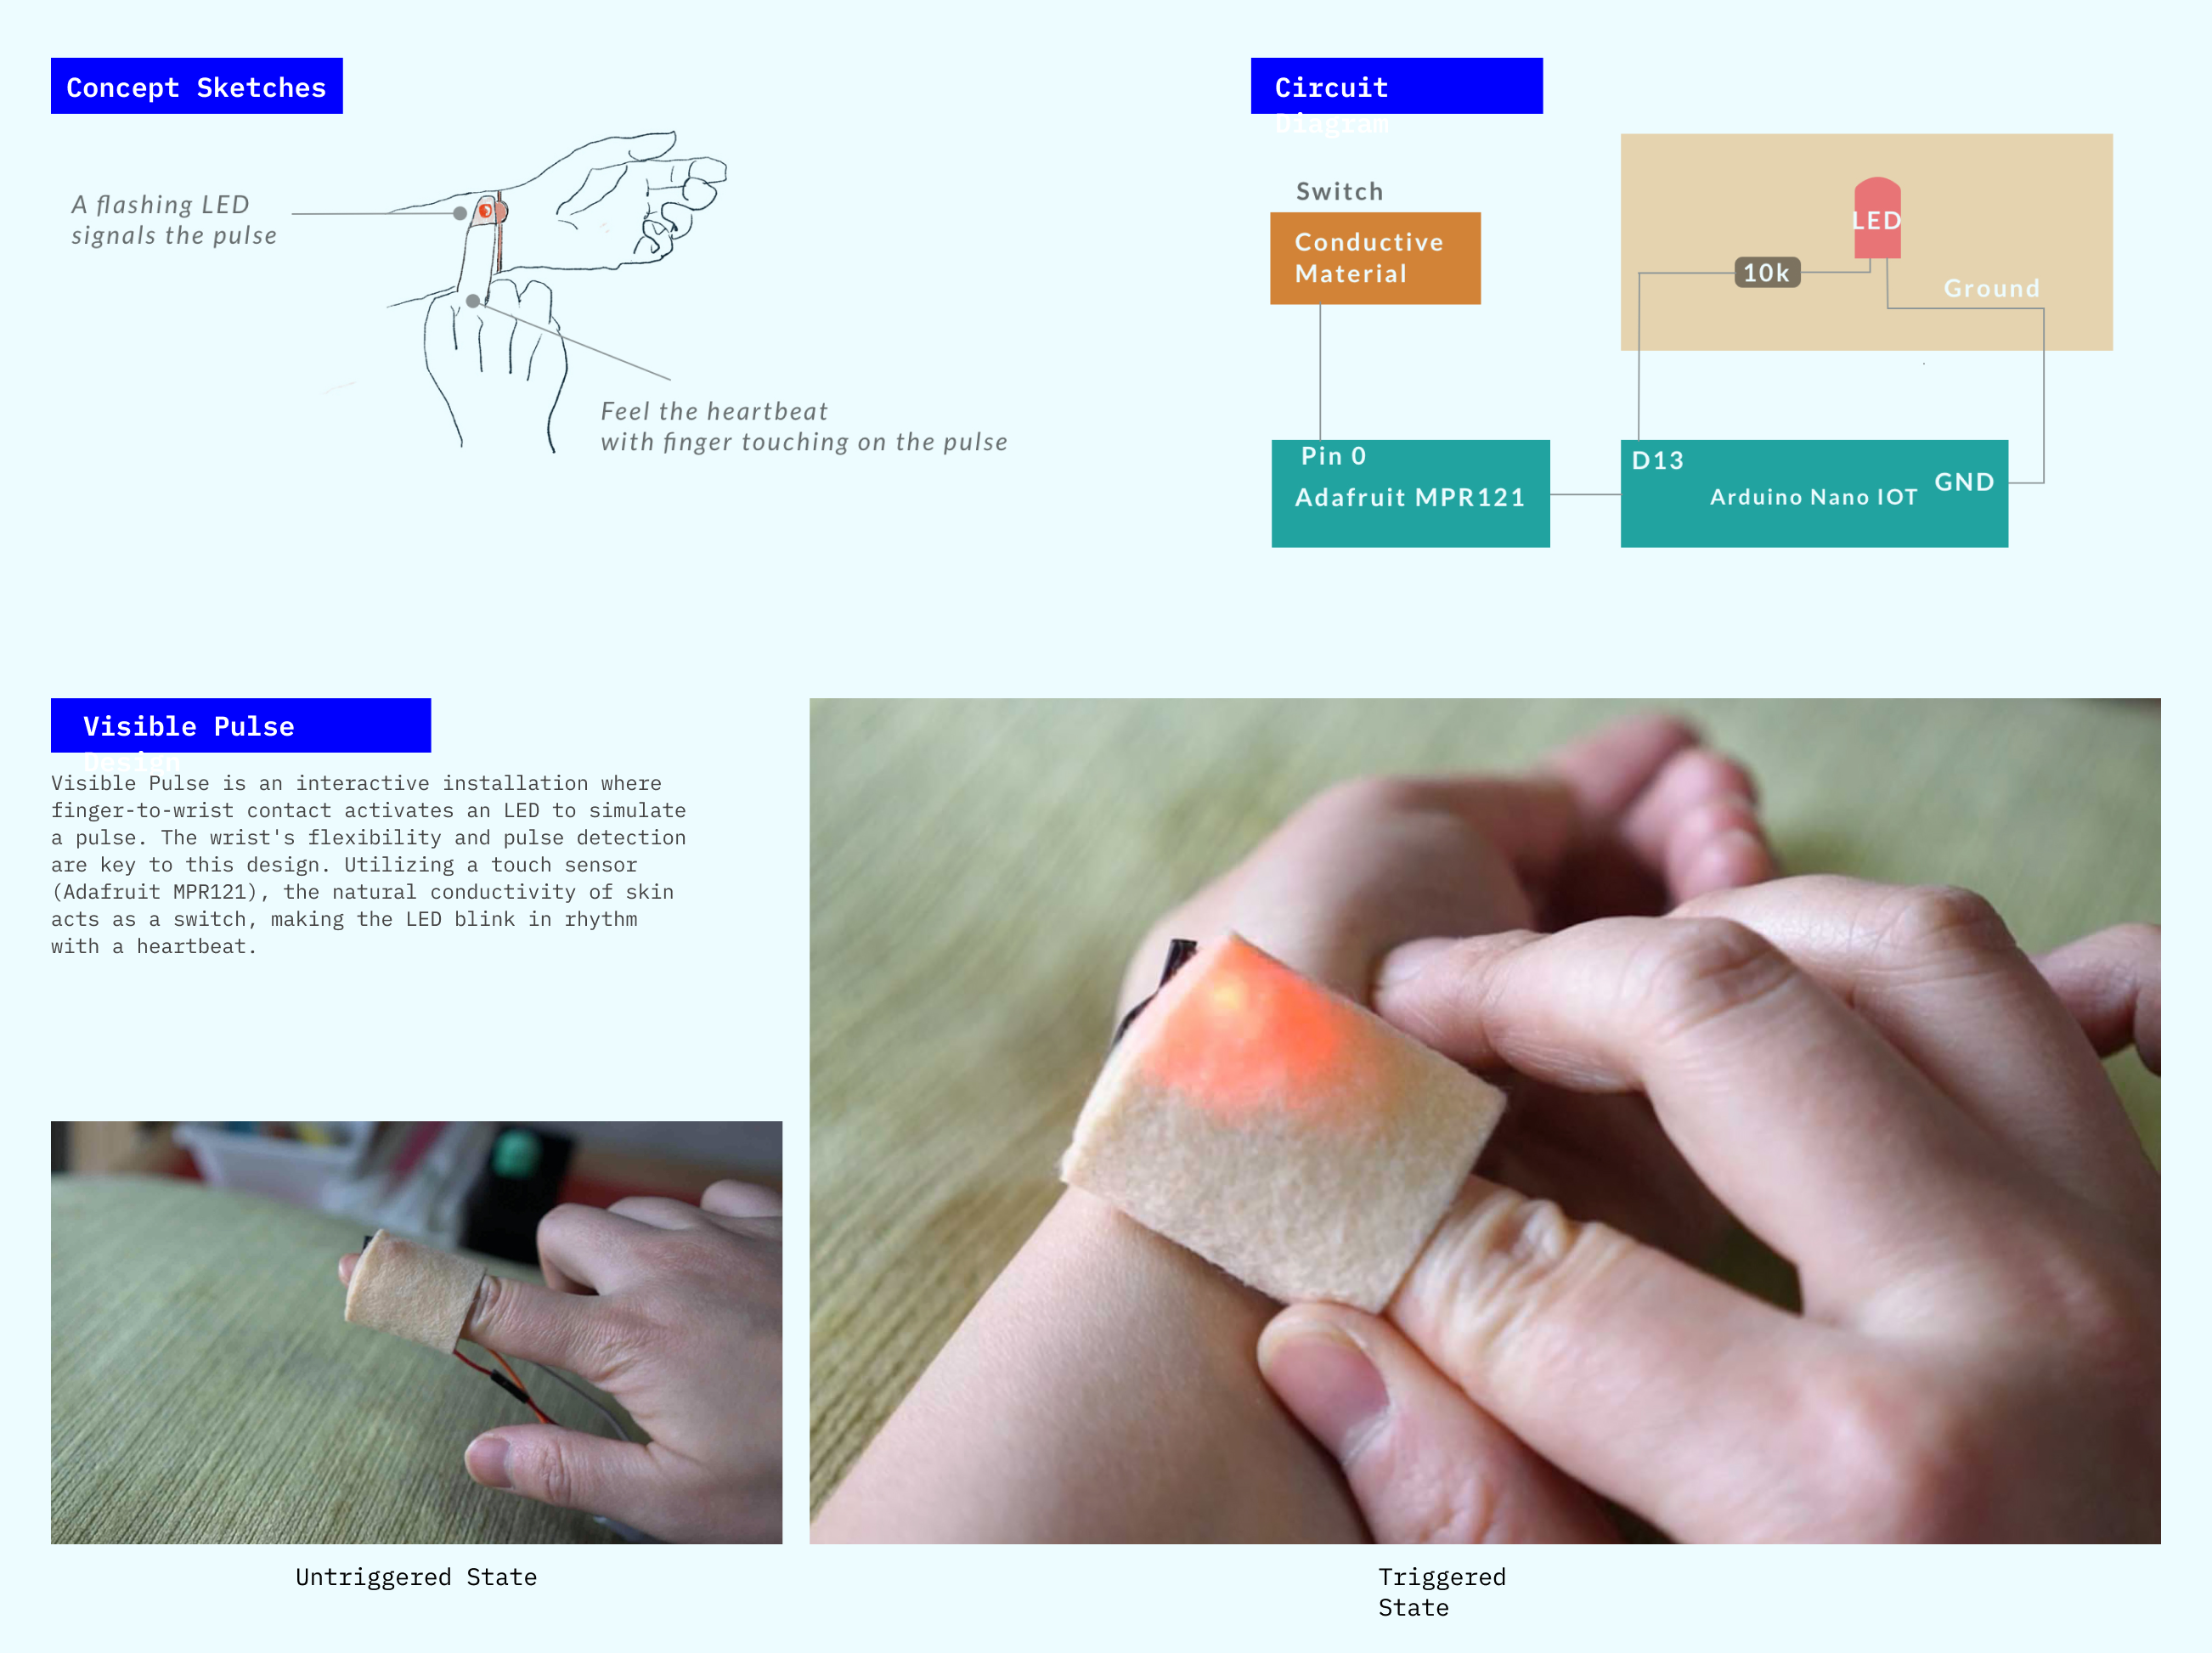 Concept Sketches
A flashing LED
signals the pulse
Feel the heartbeat
with finger touching on the pulse
Circuit
Diagram
Switch
Conductive
Material
LED
10k
Ground
Pin 0
Adafruit MPR121
D13
Arduino Nano IOT
GND
Visible Pulse
Design
Visible Pulse is an interactive installation where
finger-to-wrist contact activates an LED to simulate
a pulse. The wrist's flexibility and pulse detection
are key to this design. Utilizing a touch sensor
(Adafruit MPR121), the natural conductivity of skin
acts as a switch, making the LED blink in rhythm
with a heartbeat.
Untriggered State
Triggered
State